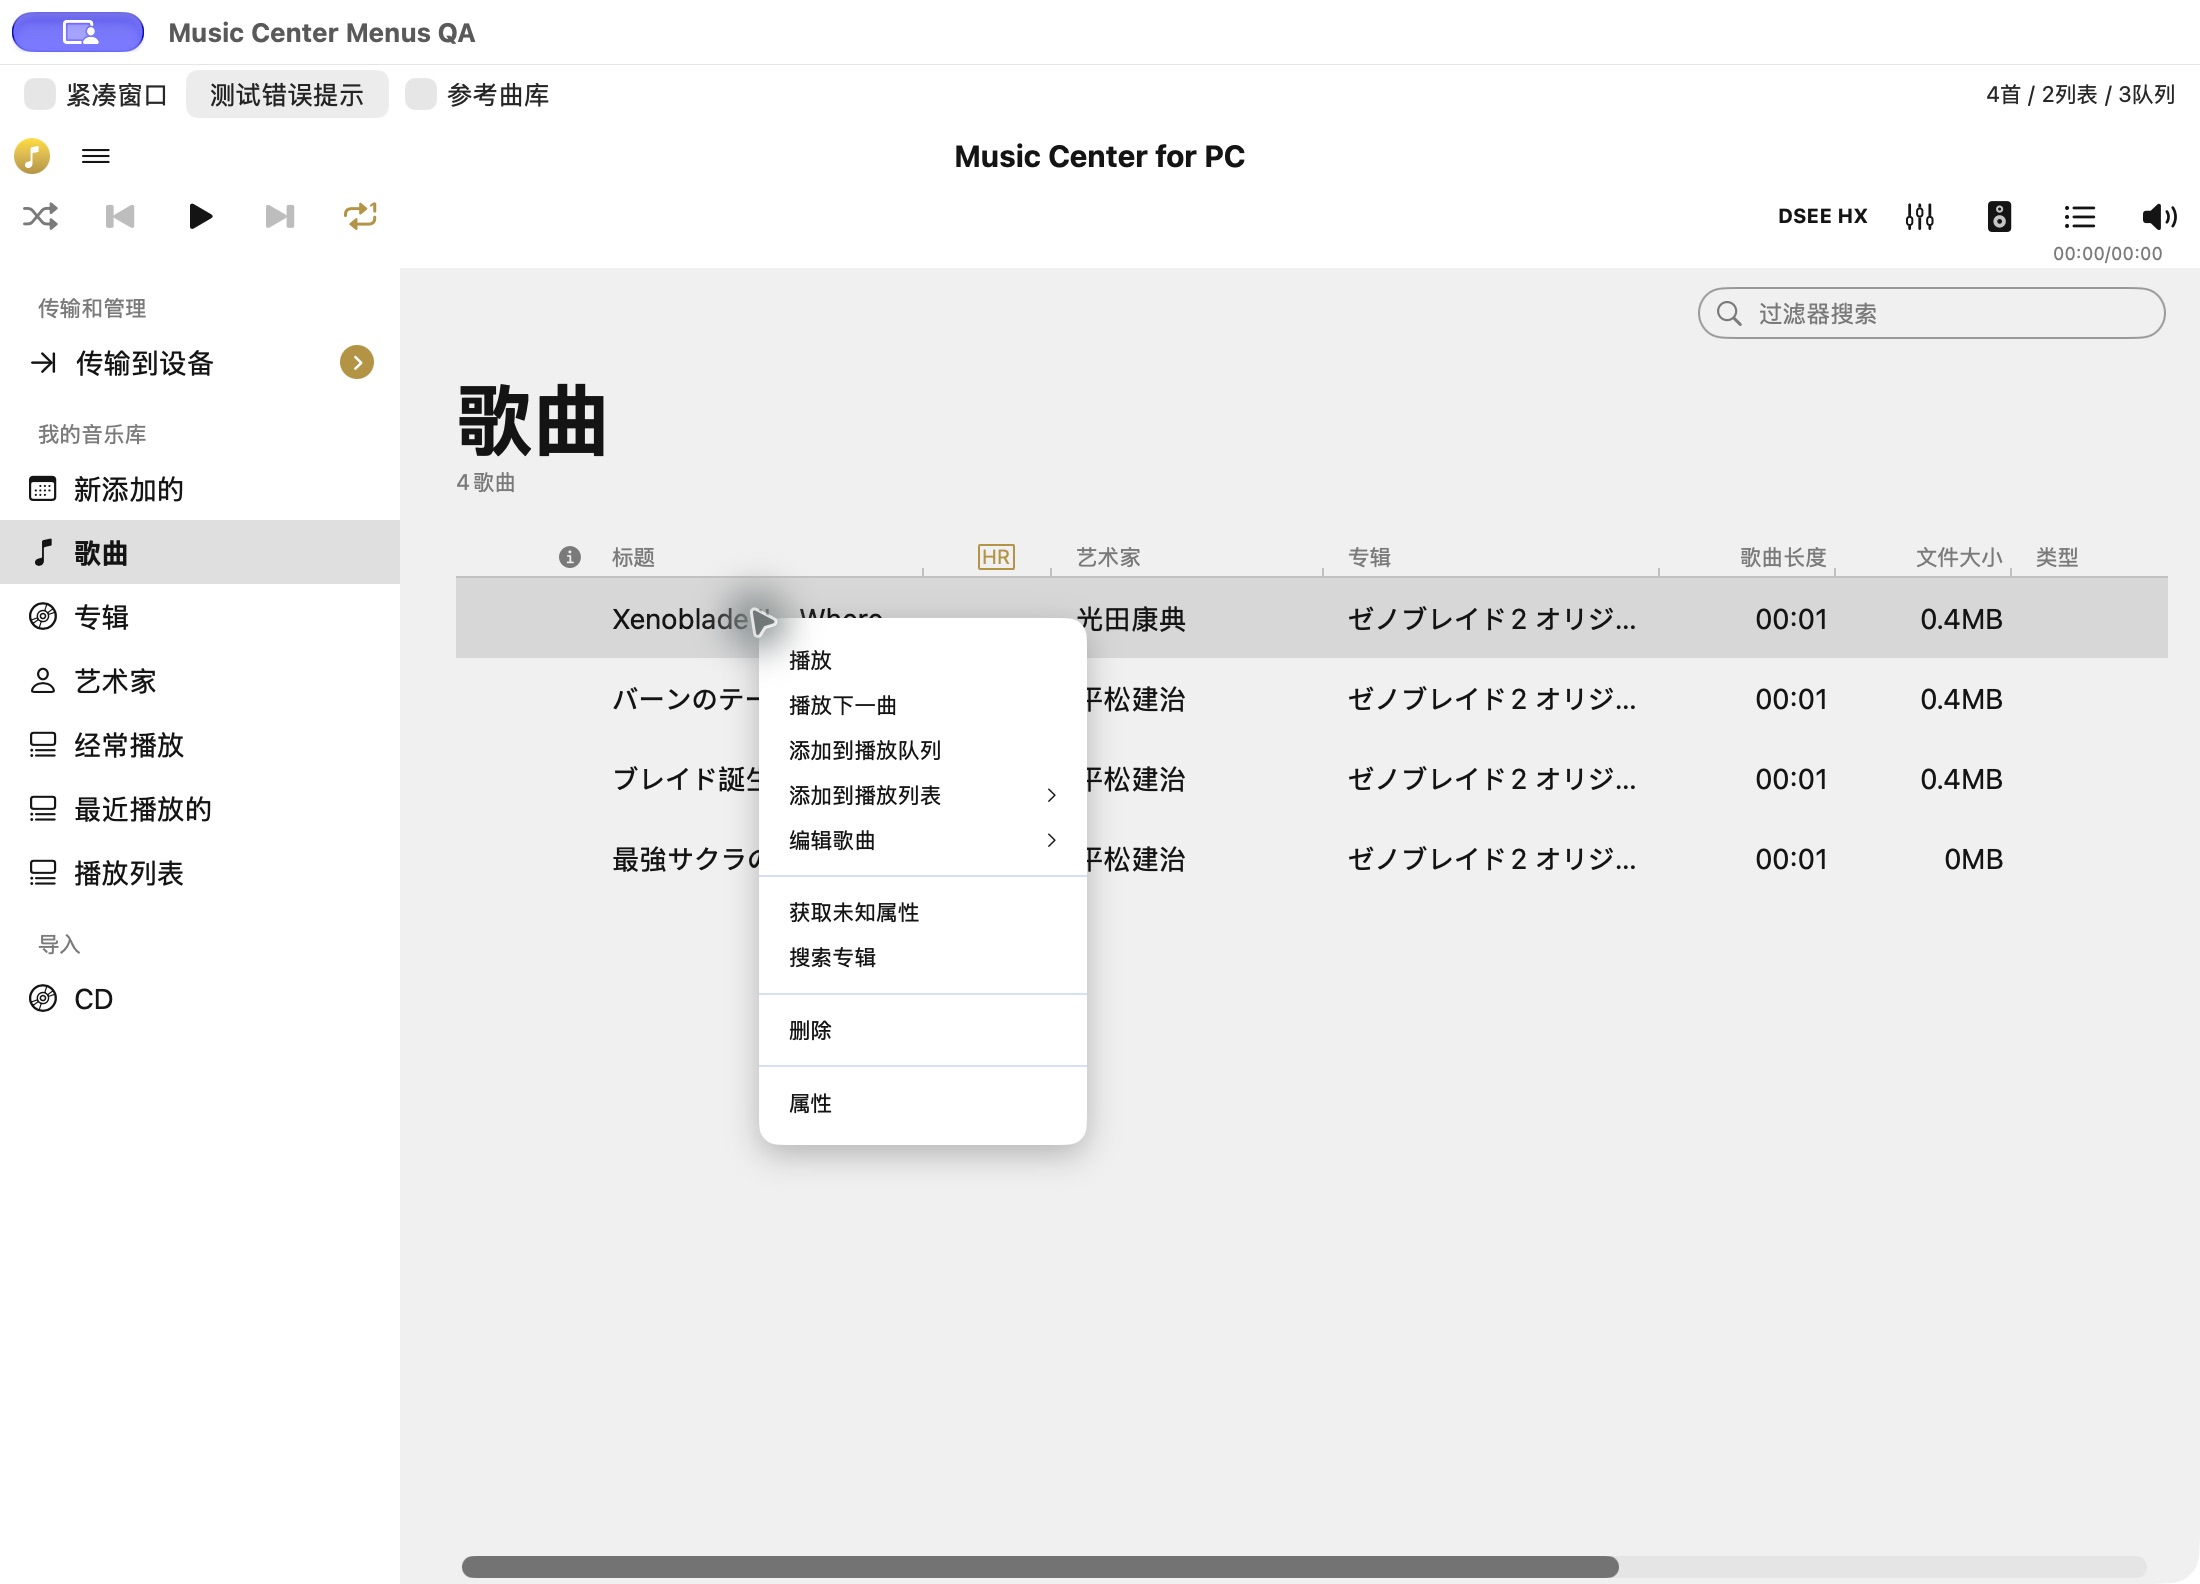 Music Center Menus QA
紧凑窗口 测试错误提示 参考曲库 4首 / 2列表 / 3队列
Music Center for PC
DSEE HX
00:00/00:00
传输和管理
传输到设备
我的音乐库
新添加的
歌曲
专辑
艺术家
经常播放
最近播放的
播放列表
导入
CD
过滤器搜索
歌曲
4 歌曲
标题 HR 艺术家 专辑 歌曲长度 文件大小 类型
Xenoblade Where 光田康典 ゼノブレイド2 オリジ... 00:01 0.4MB
バーンのテー 平松建治 ゼノブレイド2 オリジ... 00:01 0.4MB
ブレイド誕生 平松建治 ゼノブレイド2 オリジ... 00:01 0.4MB
最強サクラの 平松建治 ゼノブレイド2 オリジ... 00:01 0MB
播放
播放下一曲
添加到播放队列
添加到播放列表
编辑歌曲
获取未知属性
搜索专辑
删除
属性